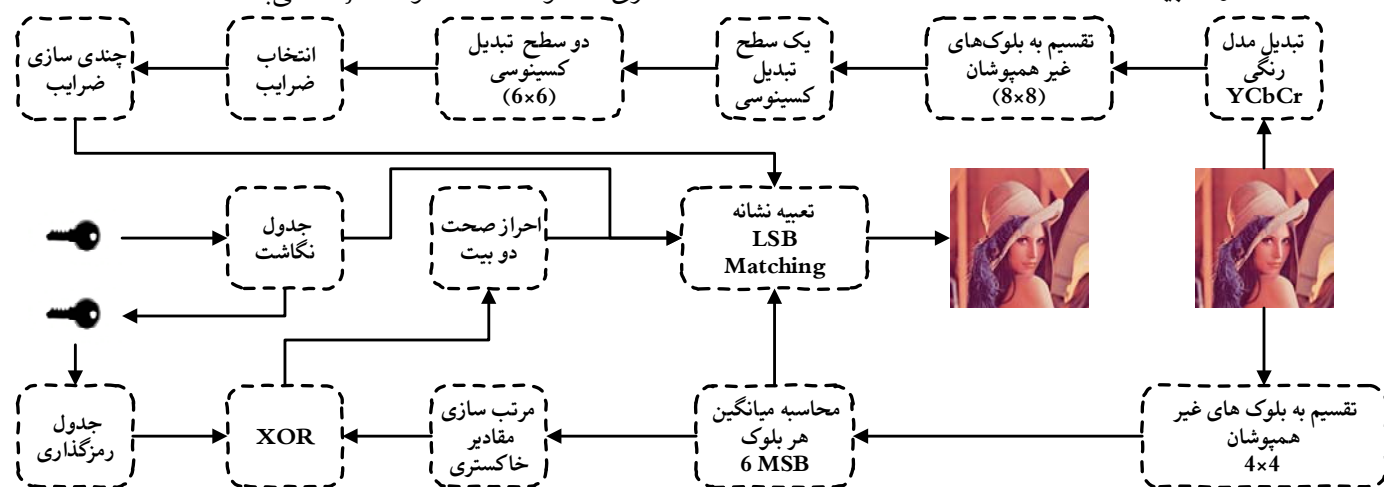 تبدیل مدل
رنگی
YCbCr
تقسیم به بلوک‌های
غیر همپوشان
(8×8)
یک سطح
تبدیل
کسینوسی
دو سطح تبدیل
کسینوسی
(6×6)
انتخاب
ضرایب
چندی سازی
ضرایب
جدول
نگاشت
احراز صحت
دو بیت
تعبیه نشانه
LSB
Matching
تقسیم به بلوک های غیر
همپوشان
4×4
محاسبه میانگین
هر بلوک
6 MSB
مرتب سازی
مقادیر
خاکستری
XOR
جدول
رمزگذاری